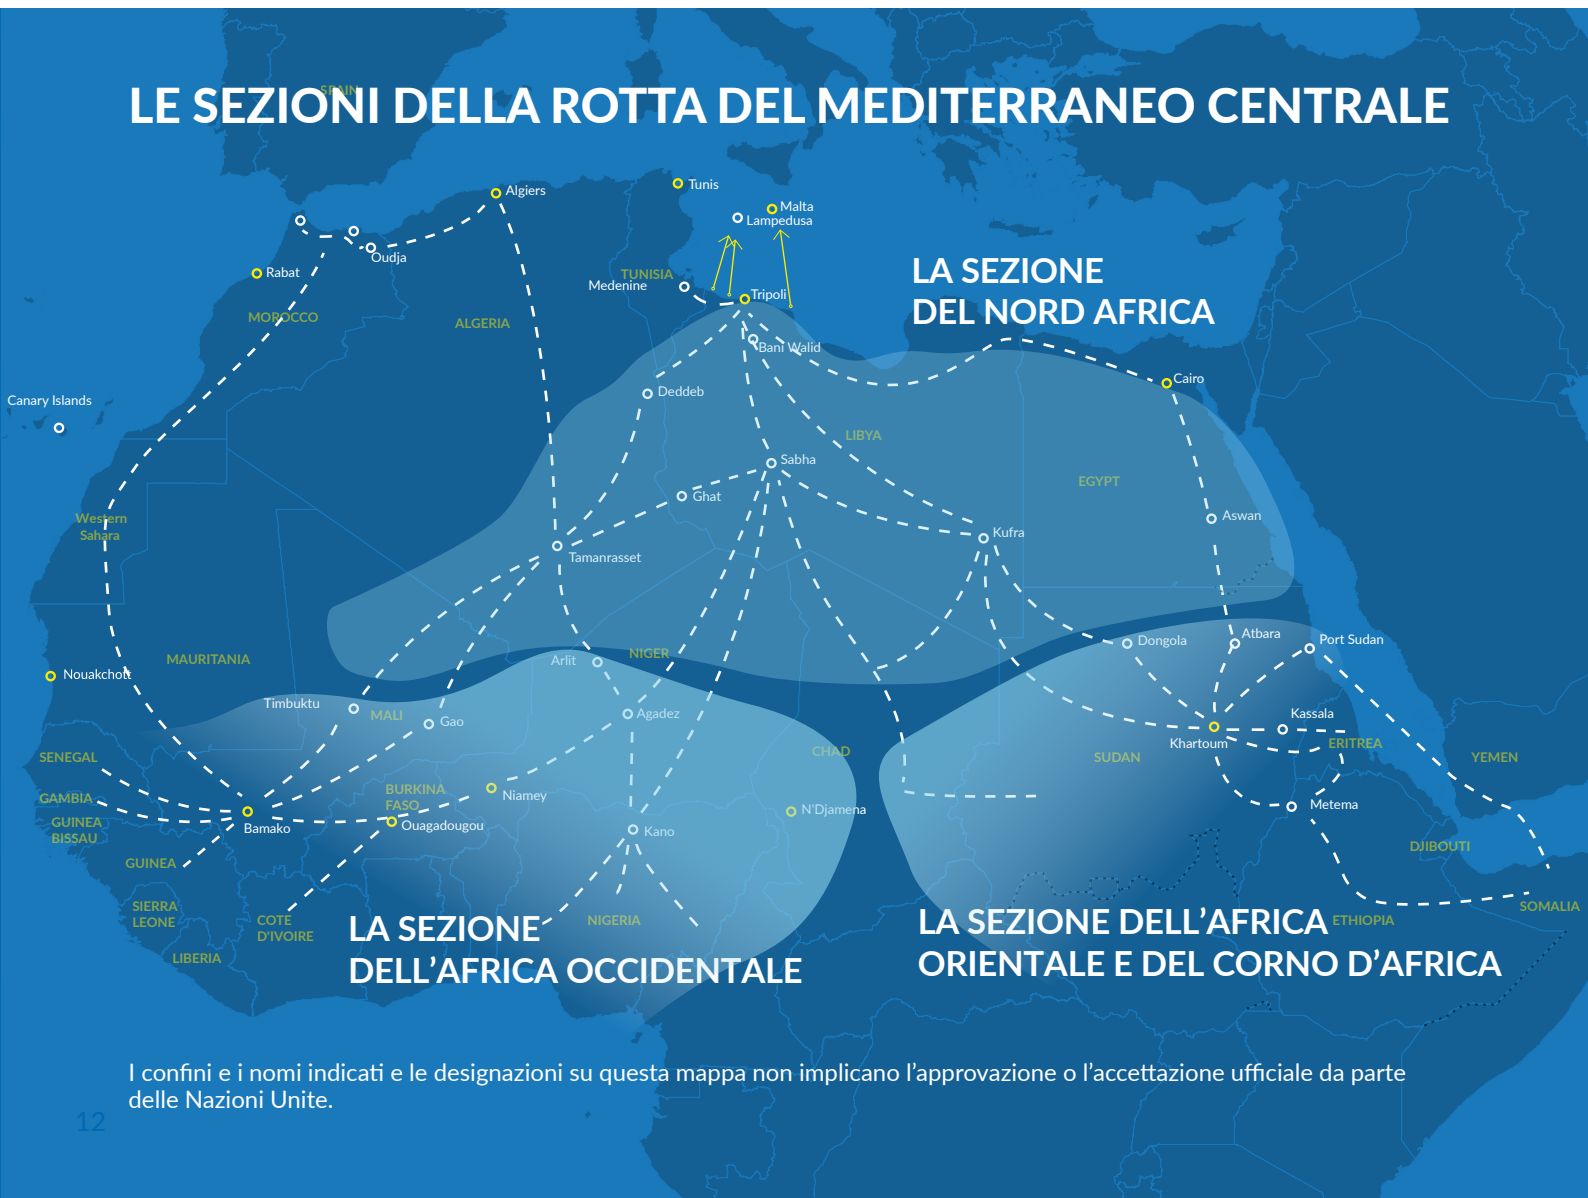 SPAIN
LE SEZIONI DELLA ROTTA DEL MEDITERRANEO CENTRALE
Algiers
Tunis
Malta
Lampedusa
Oudja
Rabat
TUNISIA
Medenine
Tripoli
LA SEZIONE
DEL NORD AFRICA
MOROCCO
ALGERIA
Bani Walid
Cairo
Deddeb
Canary Islands
LIBYA
Sabha
EGYPT
Ghat
Western
Sahara
Aswan
Kufra
Tamanrasset
Atbara
Port Sudan
Dongola
MAURITANIA
Arlit
NIGER
Nouakchott
Timbuktu
MALI
Gao
Agadez
Kassala
Khartoum
ERITREA
SENEGAL
CHAD
SUDAN
YEMEN
GAMBIA
BURKINA
FASO
Niamey
N'Djamena
Metema
GUINEA
BISSAU
Bamako
Ouagadougou
Kano
DJIBOUTI
GUINEA
SIERRA
LEONE
COTE
D'IVOIRE
NIGERIA
SOMALIA
ETHIOPIA
LIBERIA
LA SEZIONE
DELL’AFRICA OCCIDENTALE
LA SEZIONE DELL’AFRICA
ORIENTALE E DEL CORNO D’AFRICA
I confini e i nomi indicati e le designazioni su questa mappa non implicano l’approvazione o l’accettazione ufficiale da parte
delle Nazioni Unite.
12